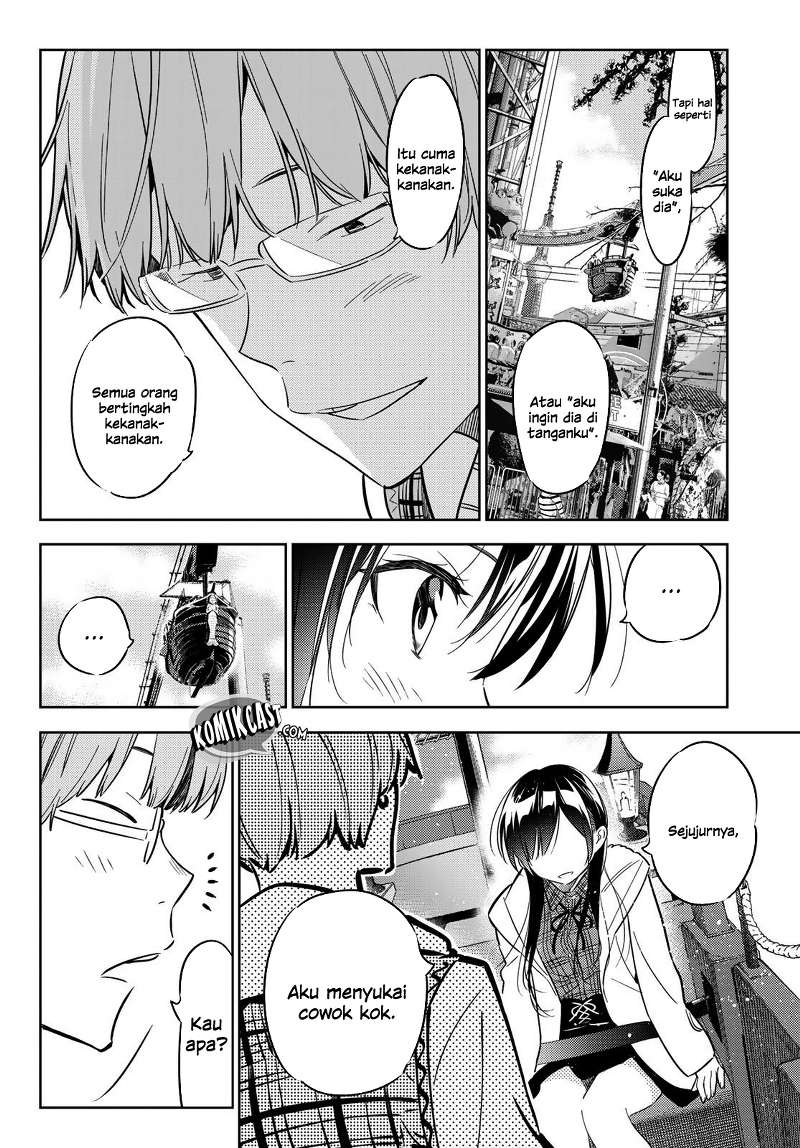 Tapi hal
seperti
"Aku
suka
dia",
Atau "aku
ingin dia di
tanganku".
Itu cuma
kekanak-
kanakan.
Semua orang
bertingkah
kekanak-
kanakan.
...
...
KOMIKCAST
.COM
Sejujurnya,
Aku menyukai
cowok kok.
Kau
apa?